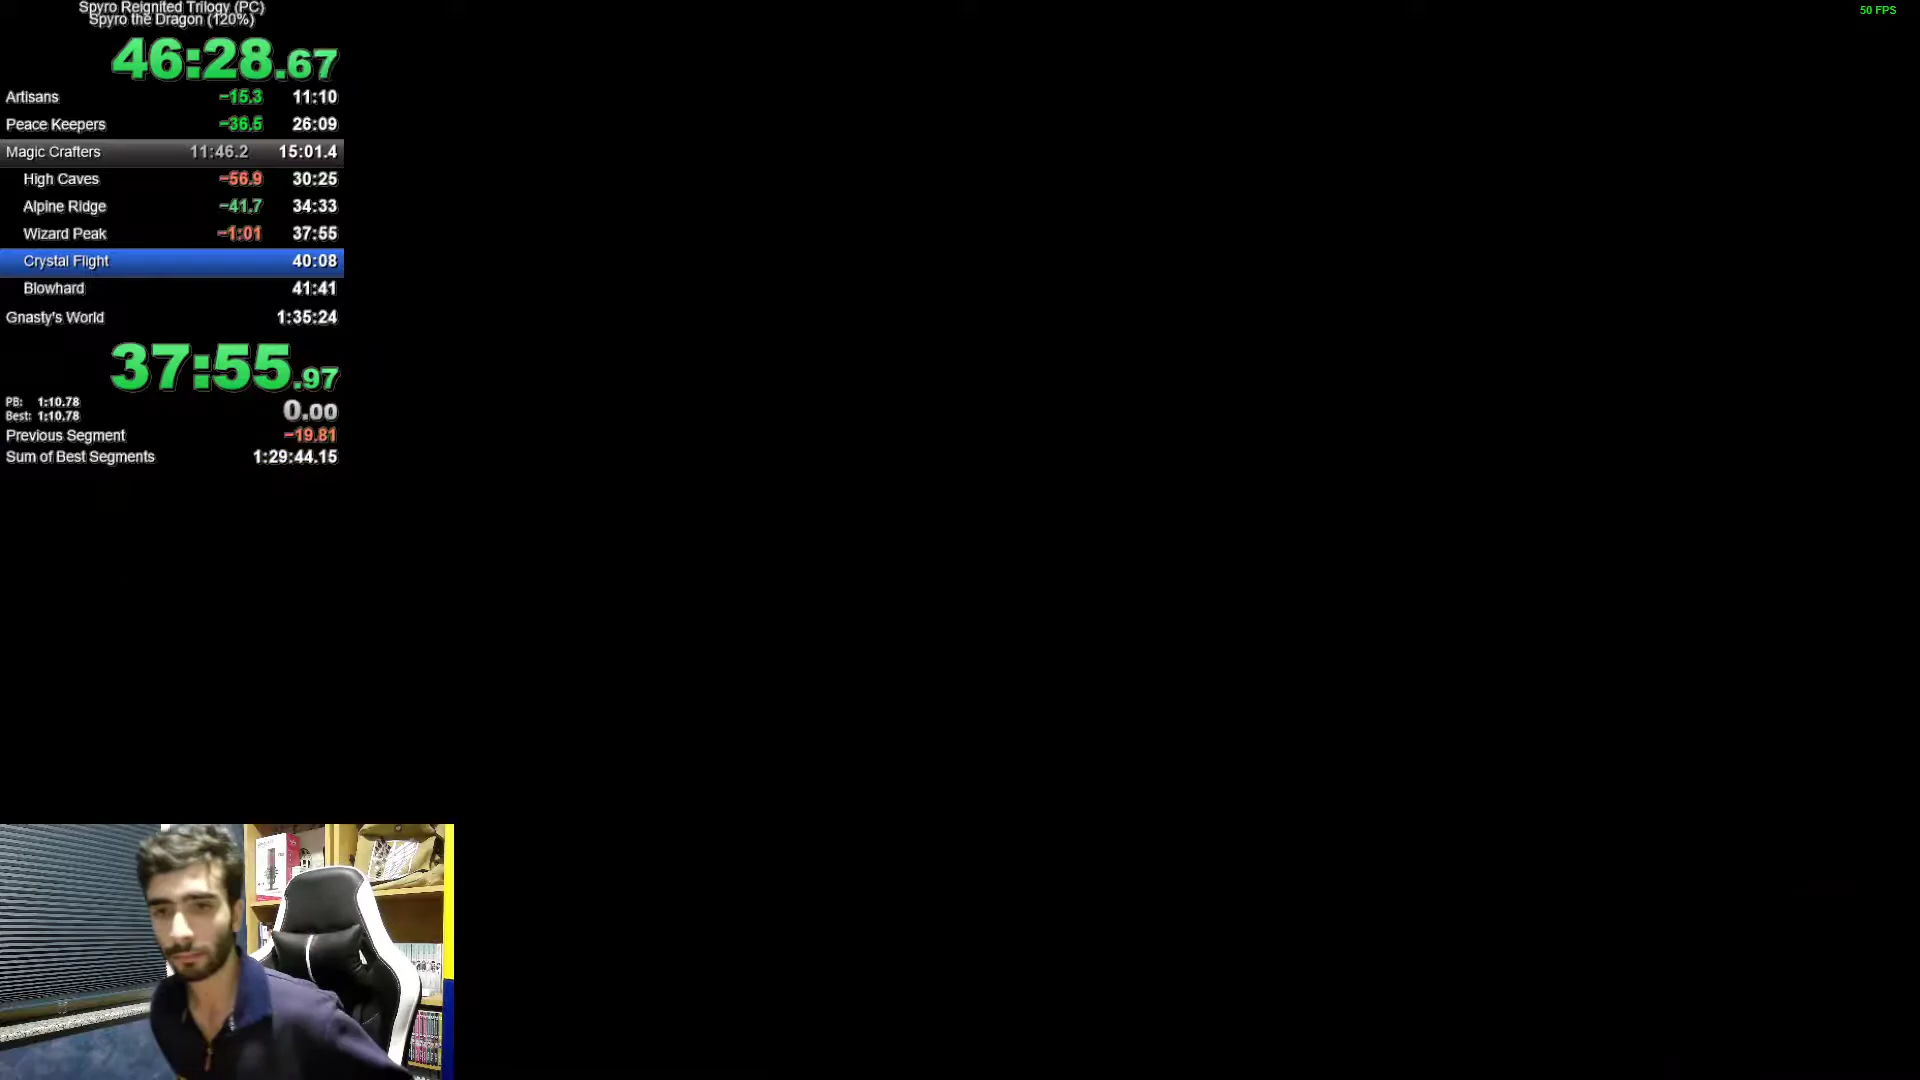 Spyro Reignited Trilogy (PC)
50 FPS
Spyro the Dragon (120%)
46:28.67
Artisans −15.3 11:10
Peace Keepers −36.5 26:09
Magic Crafters 11:46.2 15:01.4
High Caves −56.9 30:25
Alpine Ridge −41.7 34:33
Wizard Peak −1:01 37:55
Crystal Flight 40:08
Blowhard 41:41
Gnasty's World 1:35:24
37:55.97
PB: 1:10.78 0.00
Best: 1:10.78
Previous Segment −19.81
Sum of Best Segments 1:29:44.15